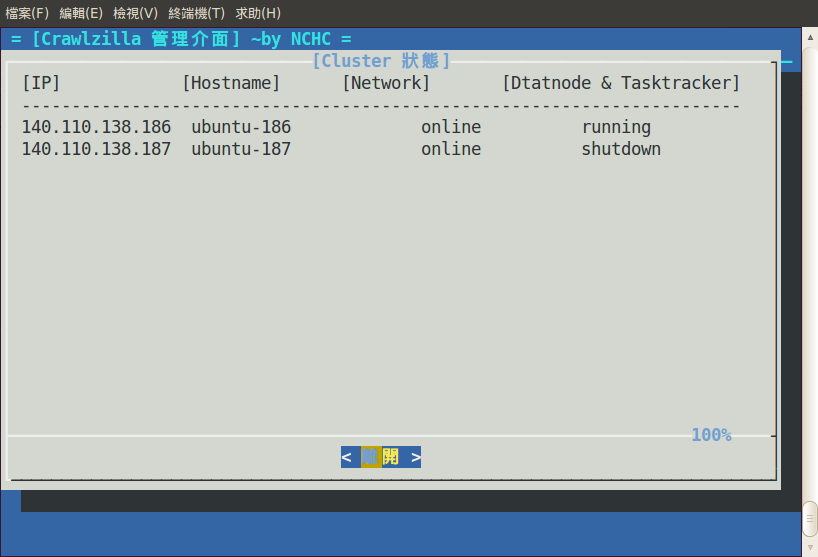 檔案(F) 編輯(E) 檢視(V) 終端機(T) 求助(H)
= [Crawlzilla 管理介面] ~by NCHC =
[Cluster 狀態]
[IP] [Hostname] [Network] [Dtatnode & Tasktracker]
------------------------------------------------------------------------
140.110.138.186 ubuntu-186 online running
140.110.138.187 ubuntu-187 online shutdown
100%
< 離開 >